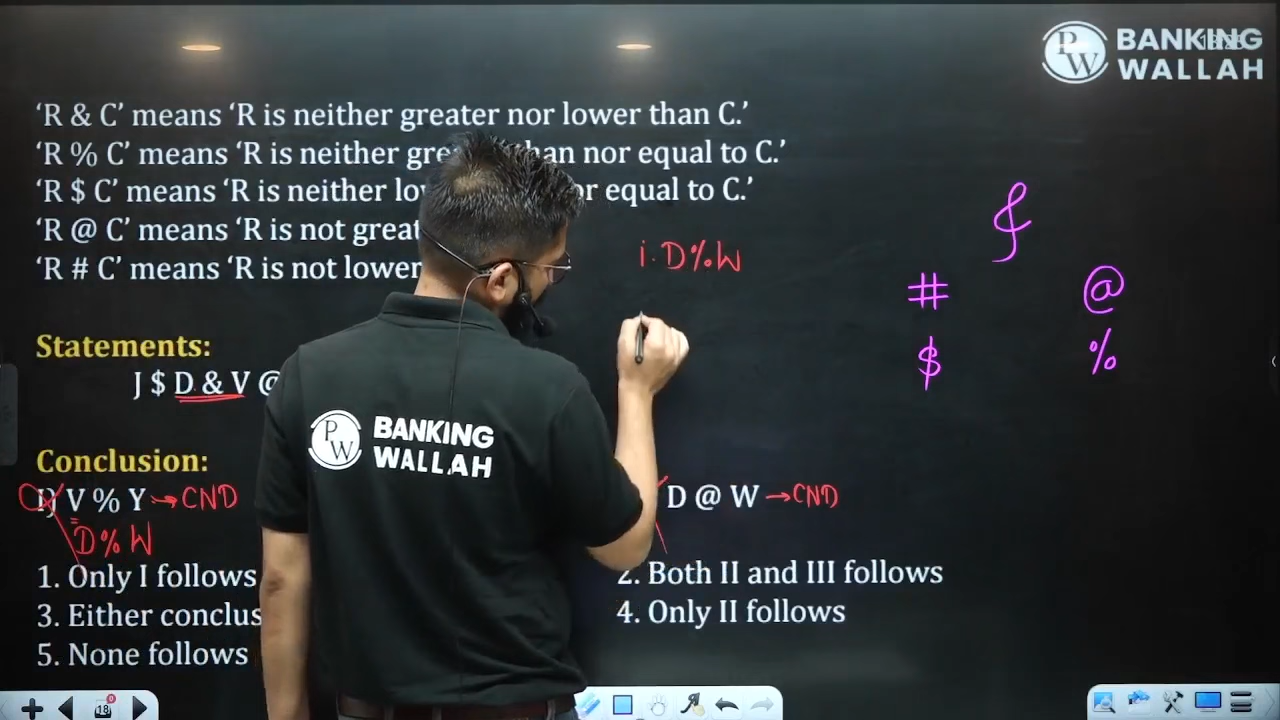 PW BANKING WALLAH
'R & C' means 'R is neither greater nor lower than C.'
'R % C' means 'R is neither gre than nor equal to C.'
'R $ C' means 'R is neither lo or equal to C.'
'R @ C' means 'R is not great
'R # C' means 'R is not lower
i. D%W
&
# @
$ %
Statements:
J $ D & V @
PW BANKING WALLAH
Conclusion:
I) V % Y → CND
D @ W → CND
= D % W
1. Only I follows
2. Both II and III follows
3. Either conclus
4. Only II follows
5. None follows
18